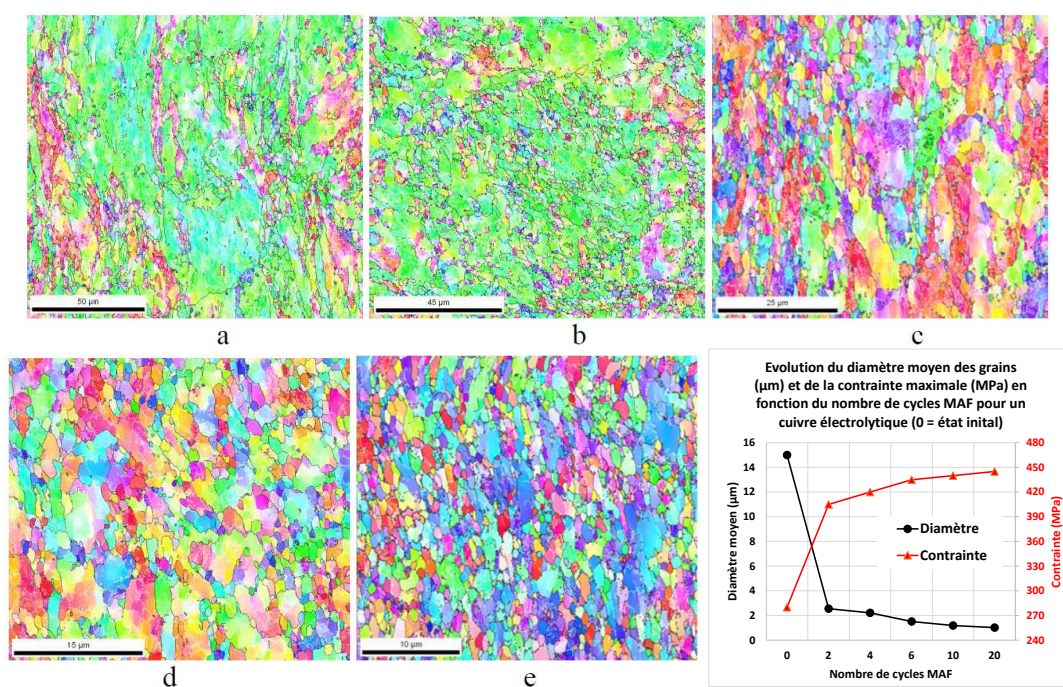 50 µm
45 µm
25 µm
a
b
c
15 µm
10 µm
d
e
Evolution du diamètre moyen des grains
(µm) et de la contrainte maximale (MPa) en
fonction du nombre de cycles MAF pour un
cuivre électrolytique (0 = état inital)
16
14
12
10
8
6
4
2
0
Diamètre moyen (µm)
480
450
420
390
360
330
300
270
240
Contrainte (MPa)
Diamètre
Contrainte
0 2 4 6 10 20
Nombre de cycles MAF